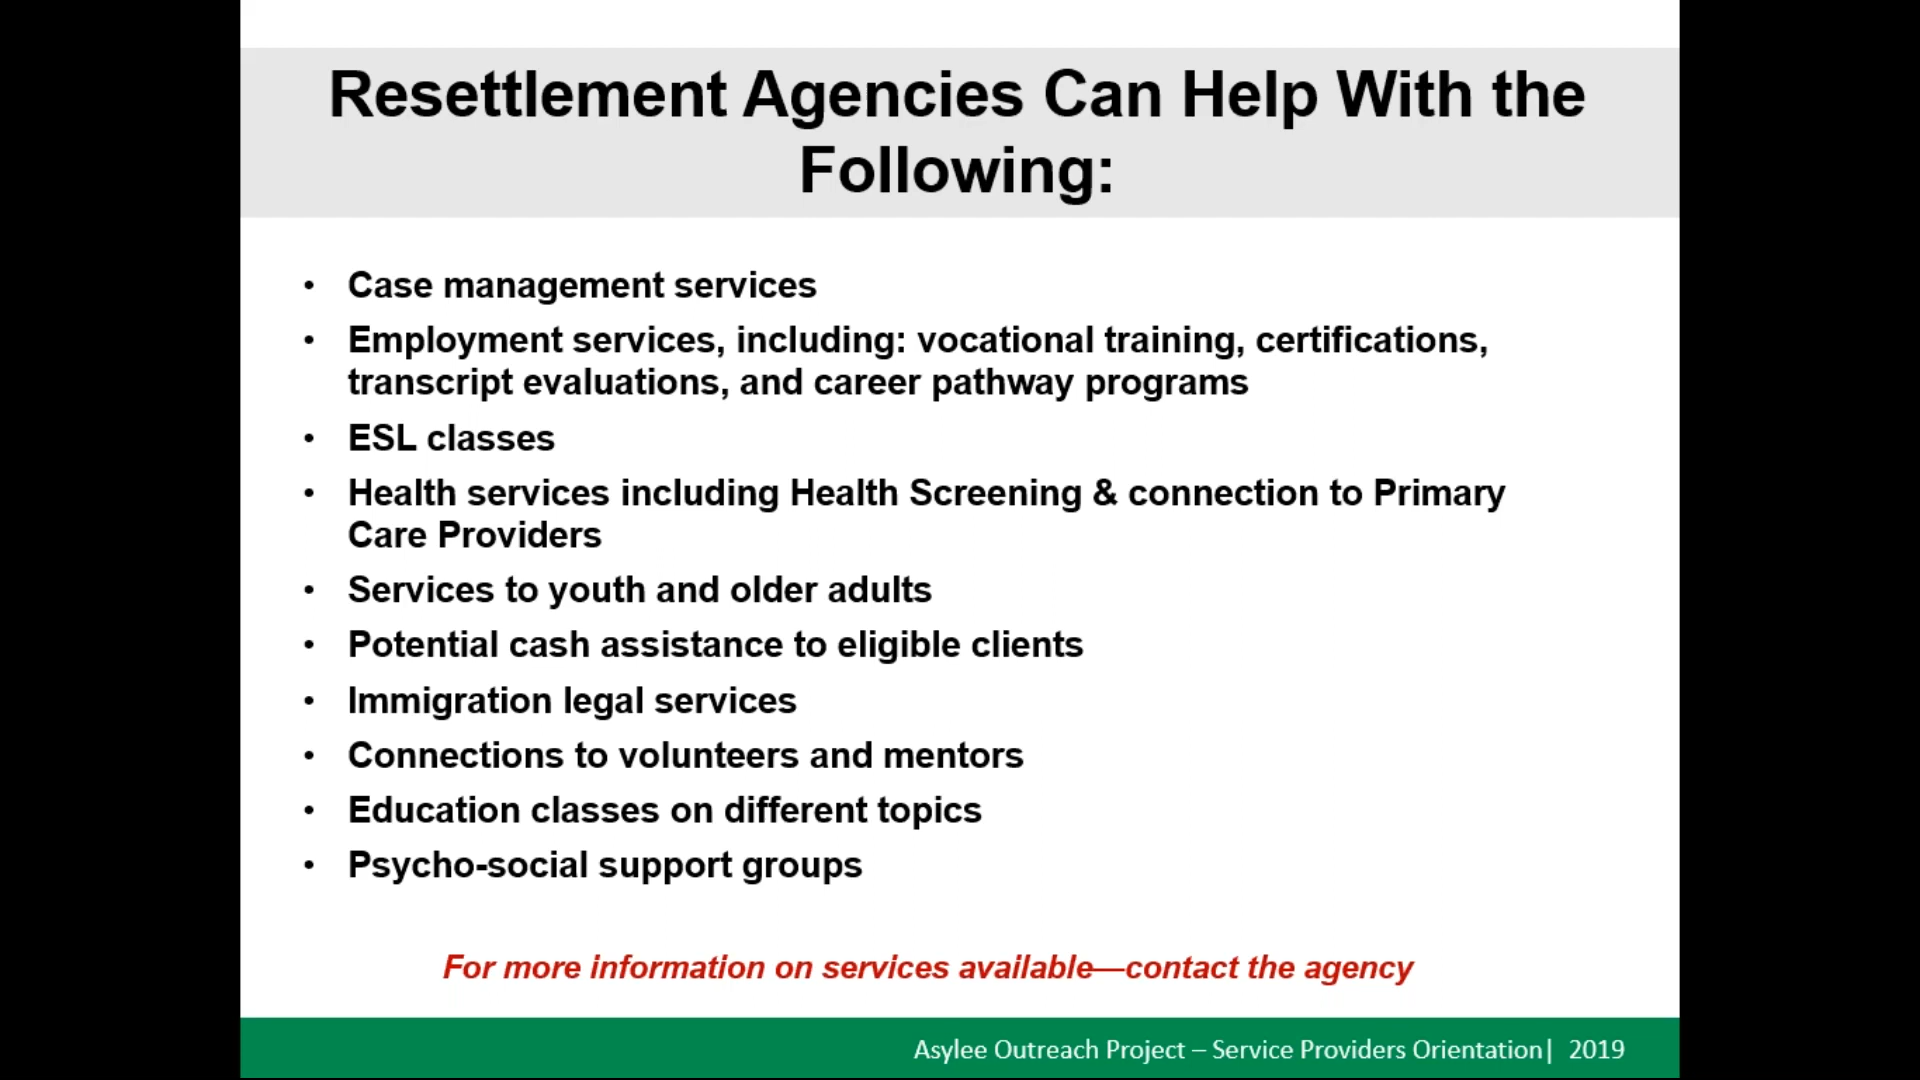 Resettlement Agencies Can Help With the
Following:
• Case management services
• Employment services, including: vocational training, certifications,
transcript evaluations, and career pathway programs
• ESL classes
• Health services including Health Screening & connection to Primary
Care Providers
• Services to youth and older adults
• Potential cash assistance to eligible clients
• Immigration legal services
• Connections to volunteers and mentors
• Education classes on different topics
• Psycho-social support groups
For more information on services available—contact the agency
Asylee Outreach Project – Service Providers Orientation| 2019